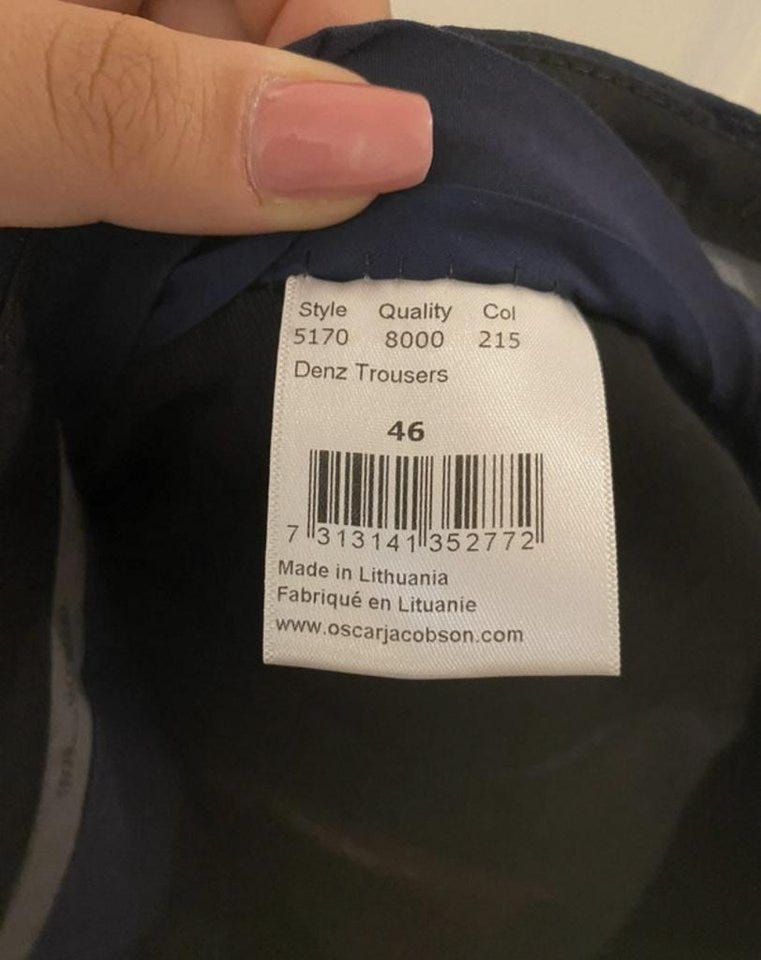 Style Quality Col
5170 8000 215
Denz Trousers
46
7 313141 352772
Made in Lithuania
Fabriqué en Lituanie
www.oscarjacobson.com